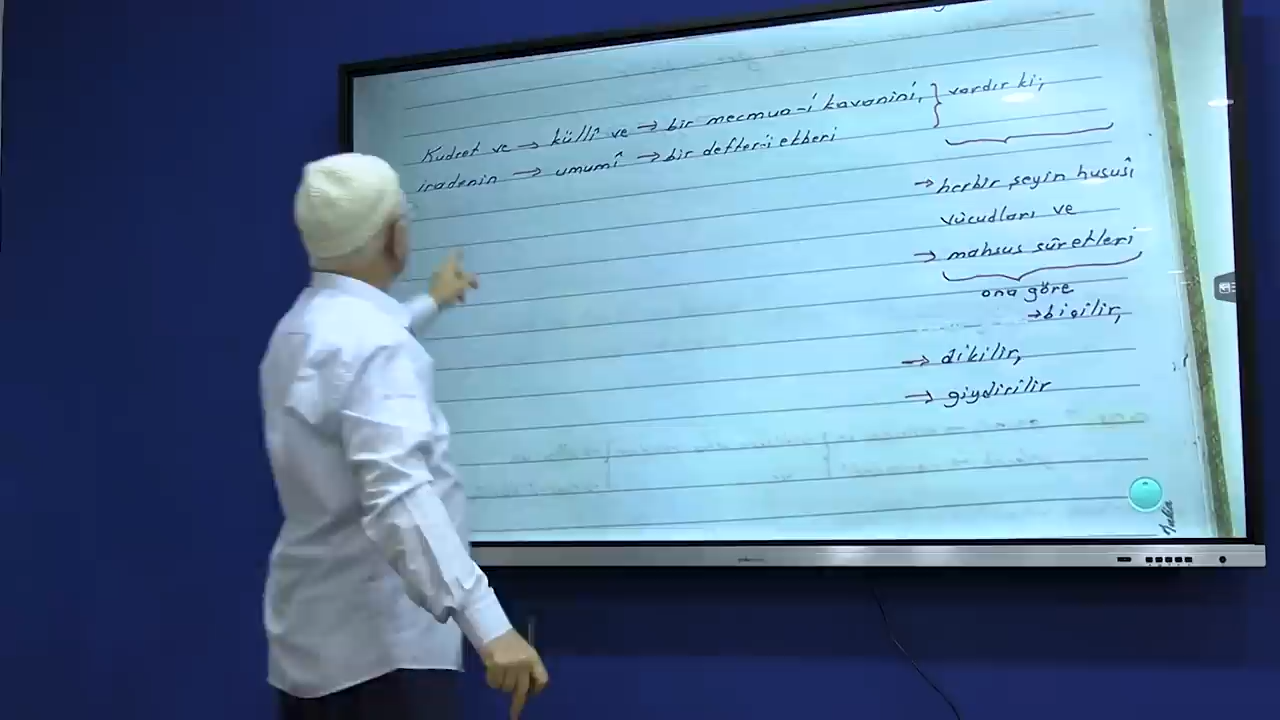 Kudret ve → küllî ve → bir mecmua-i kavanini, } vardır ki;
iradenin → umumî → bir defter-i ekberi
→ herbir şeyin hususî
vücudları ve
→ mahsus sûretleri
ona göre
→ biçilir,
→ dikilir,
→ giydirilir